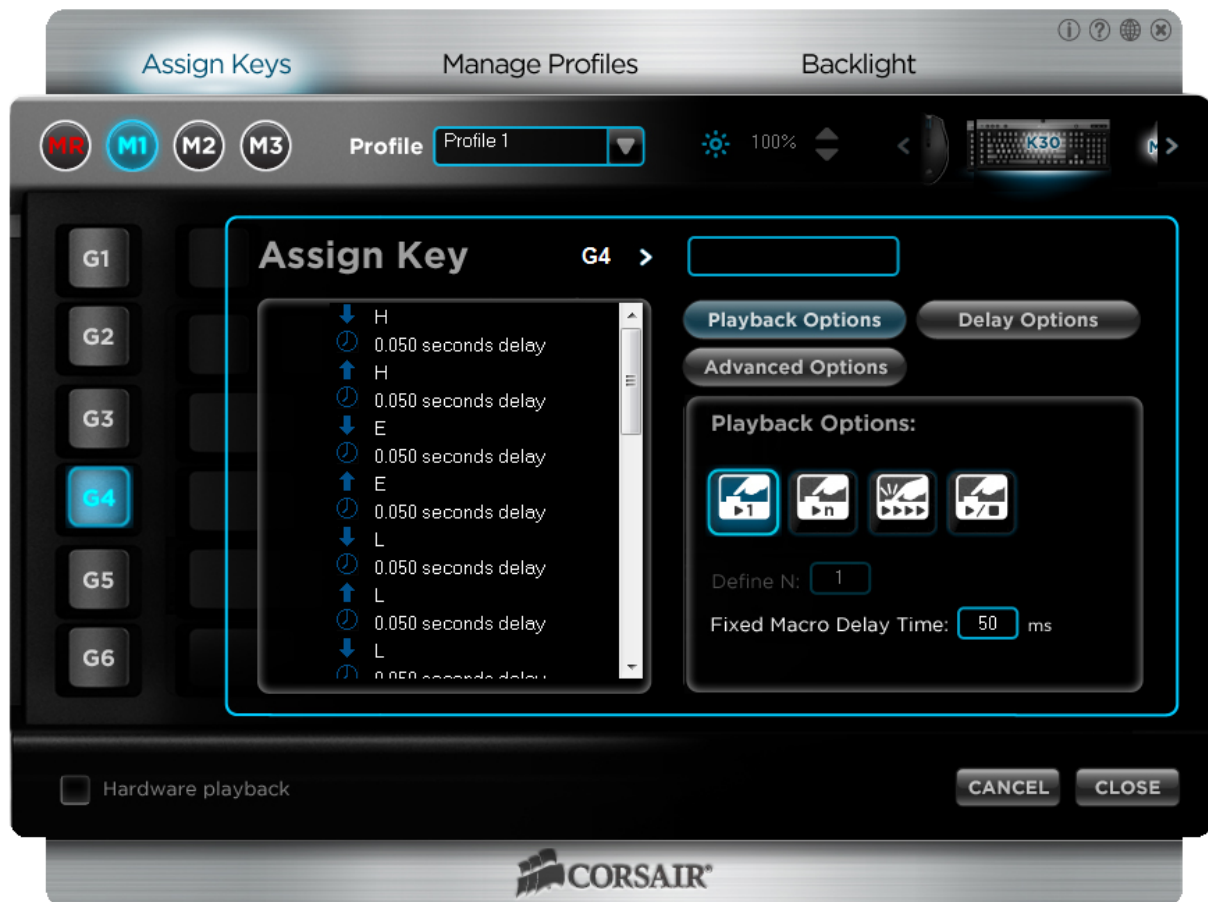 Assign Keys
Manage Profiles
Backlight
MR
M1
M2
M3
Profile
Profile 1
100%
K30
G1
G2
G3
G4
G5
G6
Assign Key
G4 >
H
0.050 seconds delay
H
0.050 seconds delay
E
0.050 seconds delay
E
0.050 seconds delay
L
0.050 seconds delay
L
0.050 seconds delay
L
Playback Options
Delay Options
Advanced Options
Playback Options:
1
n
Define N: 1
Fixed Macro Delay Time: 50 ms
Hardware playback
CANCEL
CLOSE
CORSAIR